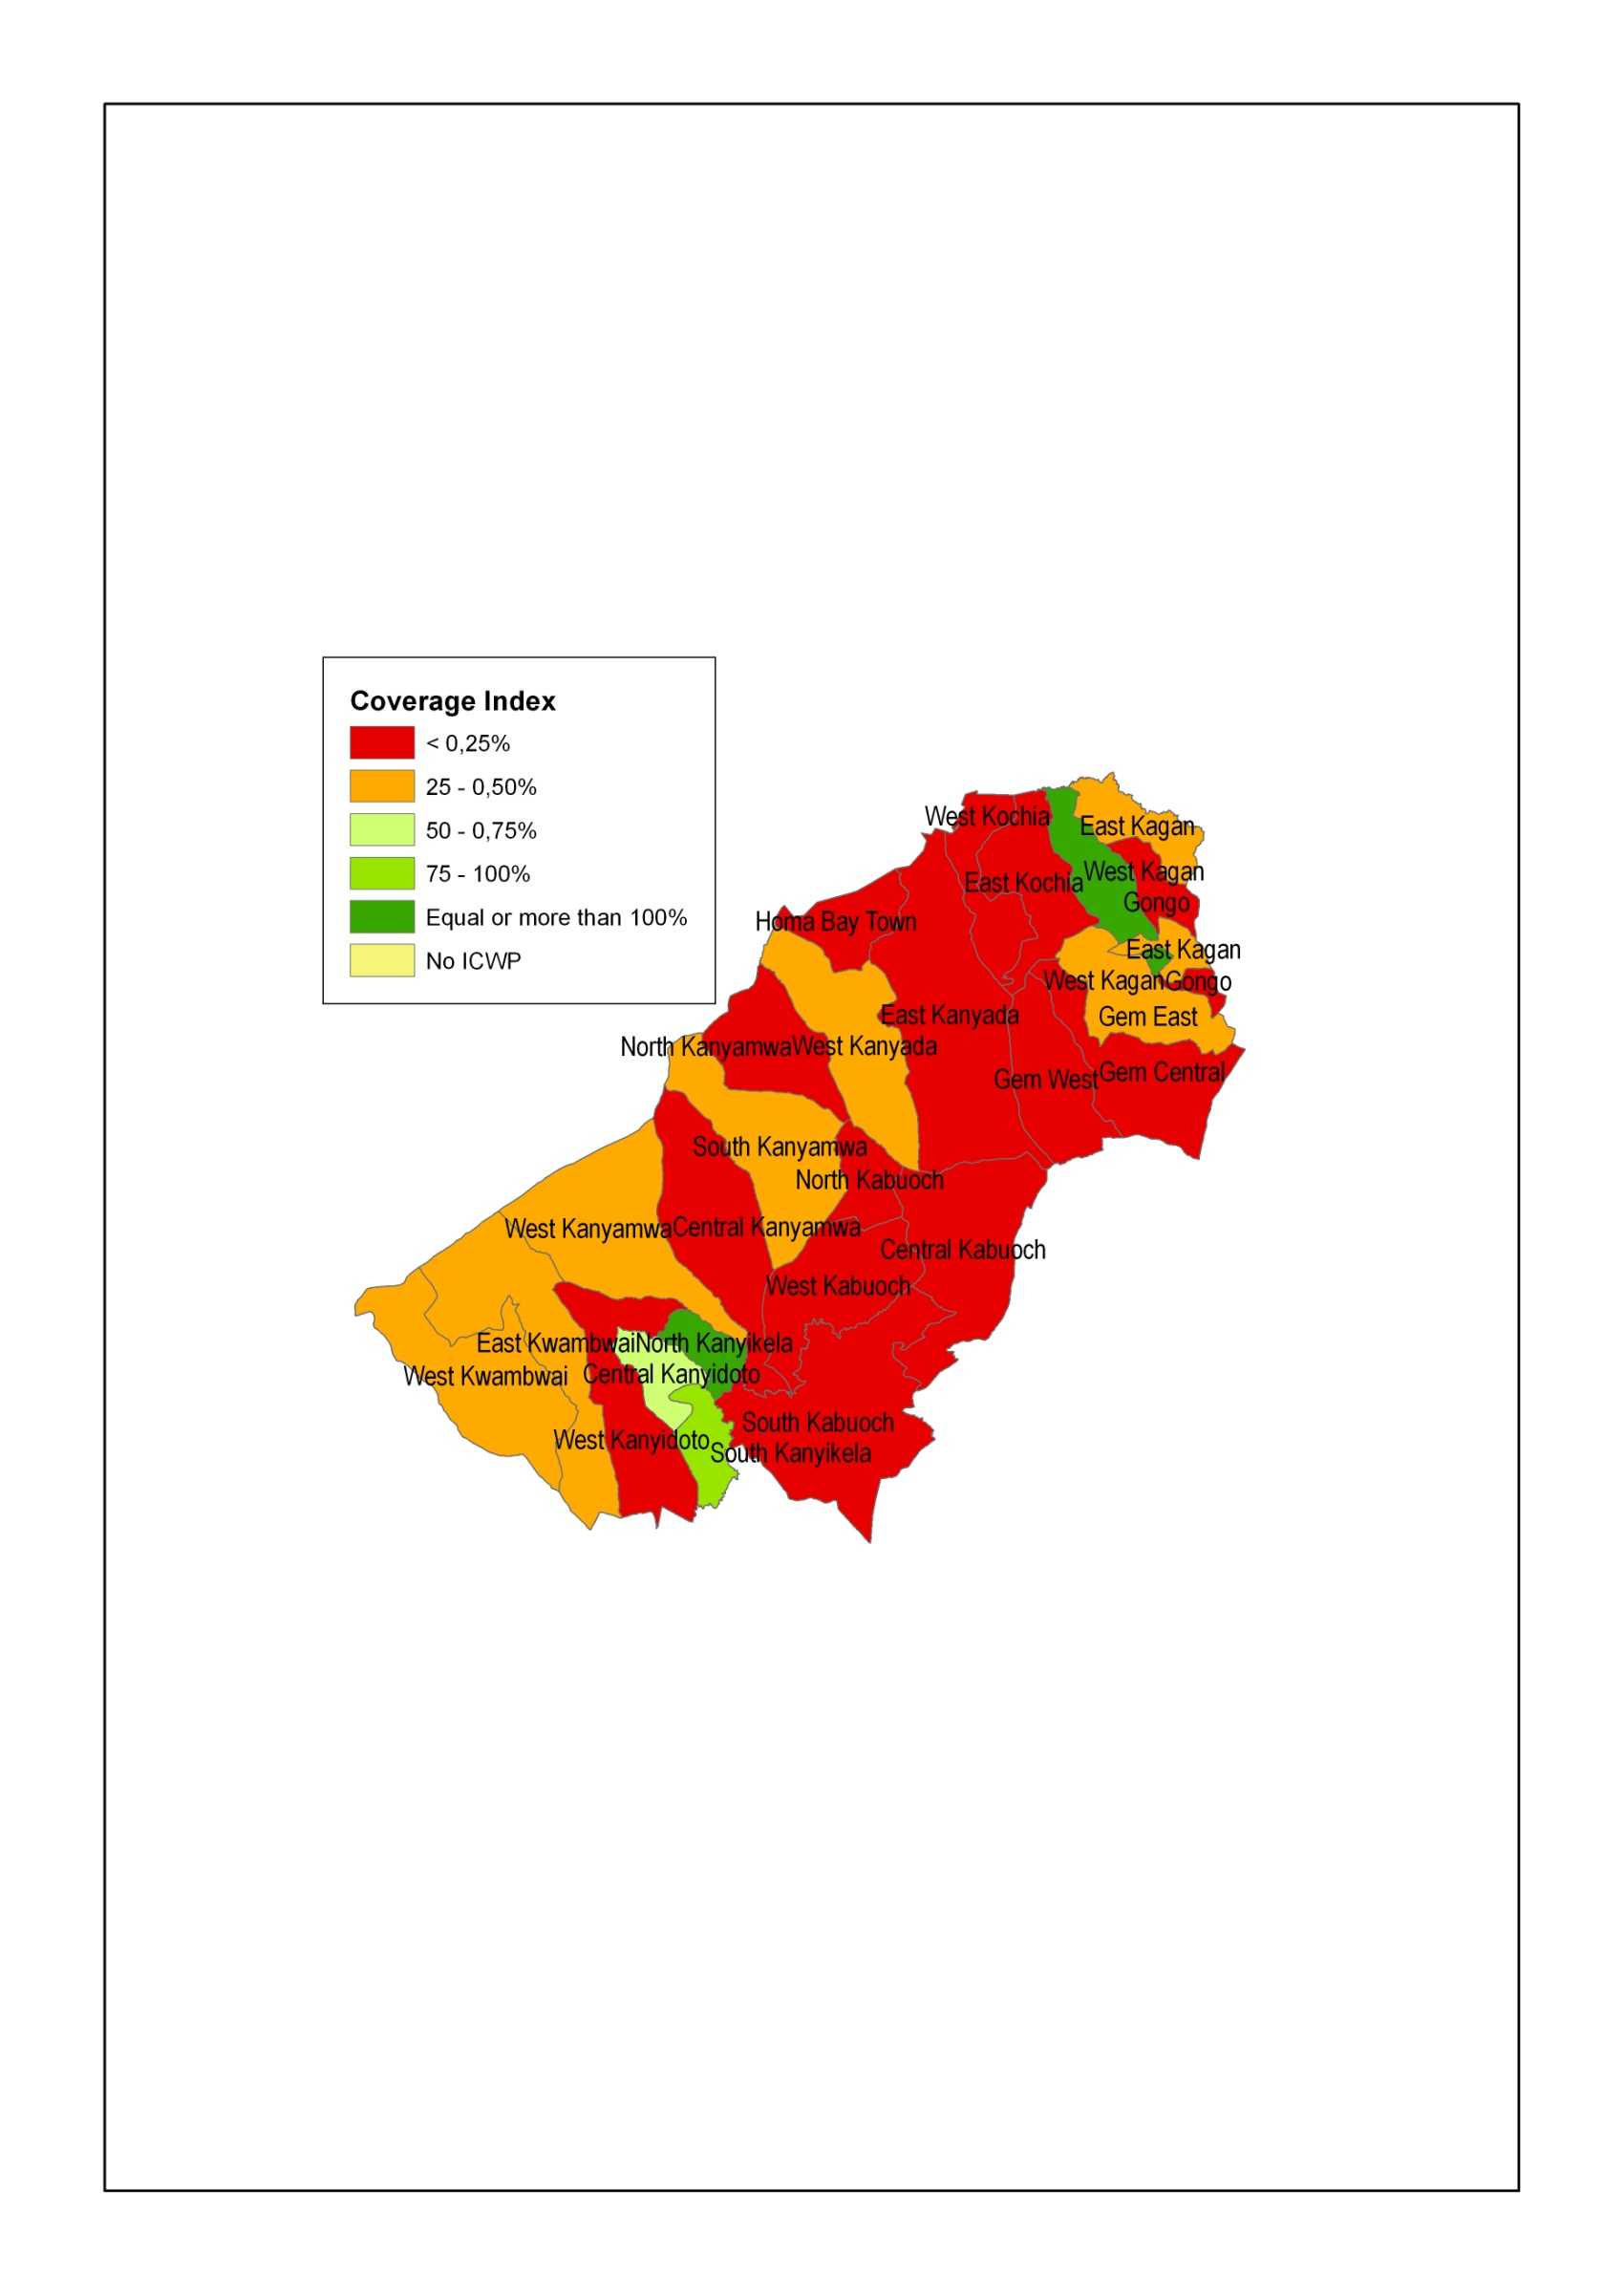 Coverage Index
< 0,25%
25 - 0,50%
50 - 0,75%
75 - 100%
Equal or more than 100%
No ICWP
West Kochia
East Kagan
West Kagan
East Kochia
Gongo
Homa Bay Town
East Kagan
West Kagan
Gongo
East Kanyada
Gem East
North Kanyamwa
West Kanyada
Gem West
Gem Central
South Kanyamwa
North Kabuoch
West Kanyamwa
Central Kanyamwa
Central Kabuoch
West Kabuoch
East Kwambwai
North Kanyikela
West Kwambwai
Central Kanyidoto
South Kabuoch
West Kanyidoto
South Kanyikela